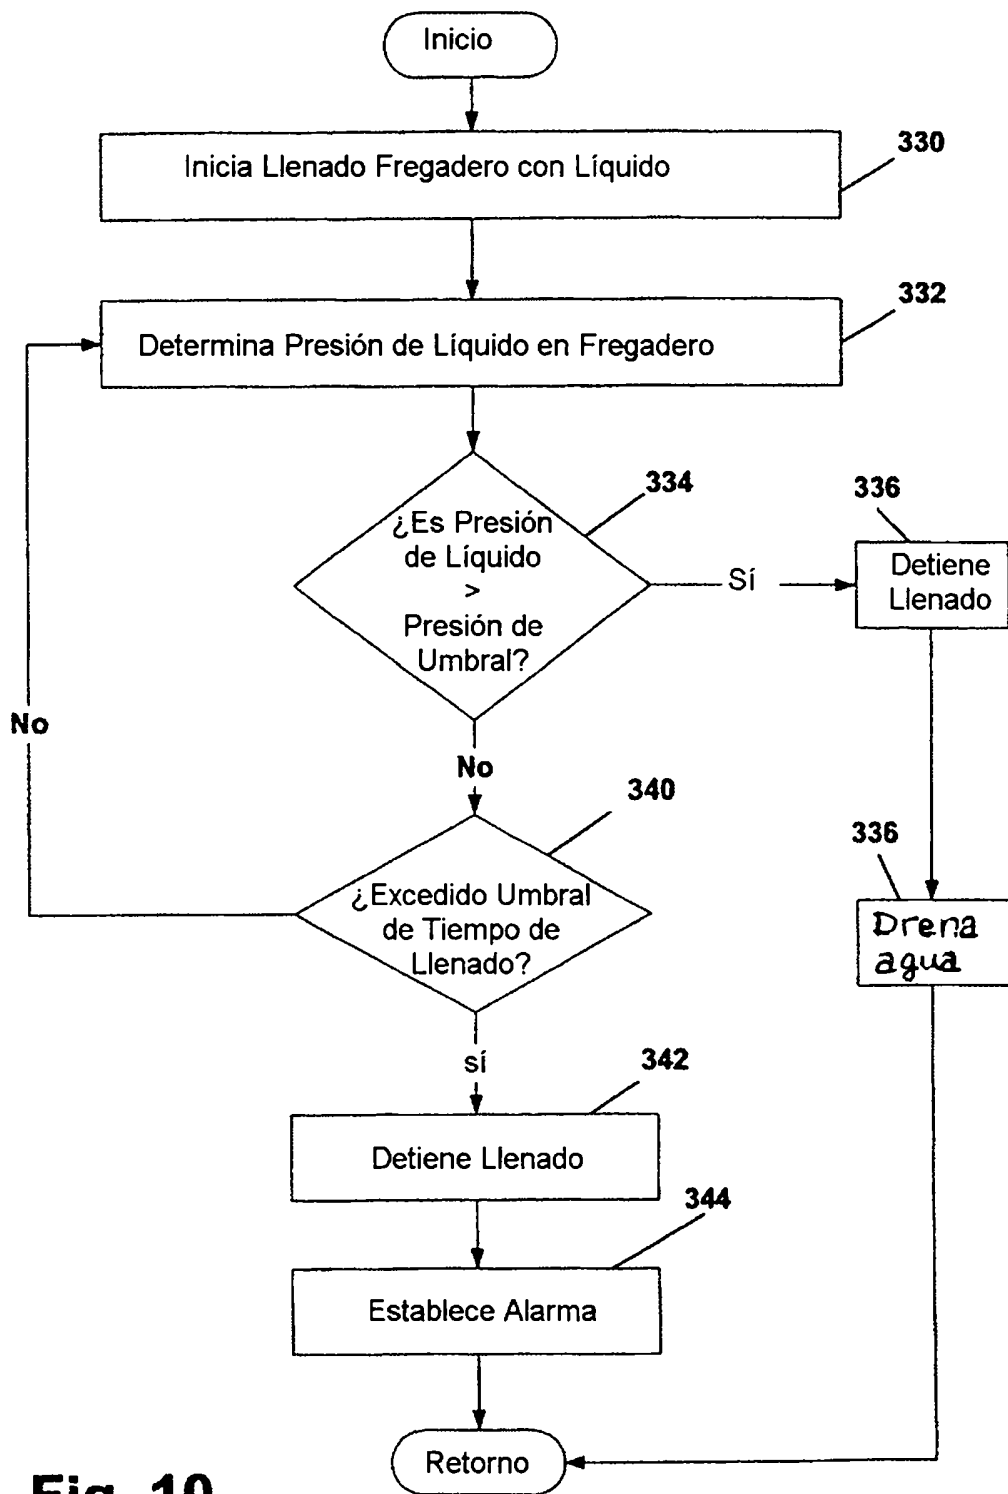 Inicio
330
Inicia Llenado Fregadero con Líquido
332
Determina Presión de Líquido en Fregadero
334
¿Es Presión
de Líquido
>
Presión de
Umbral?
Sí
336
Detiene
Llenado
No
No
340
¿Excedido Umbral
de Tiempo de
Llenado?
336
Drena
agua
sí
342
Detiene Llenado
344
Establece Alarma
Retorno
Fig. 10